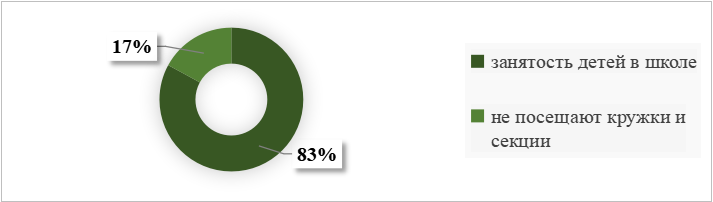 17%
83%
занятость детей в школе
не посещают кружки и
секции